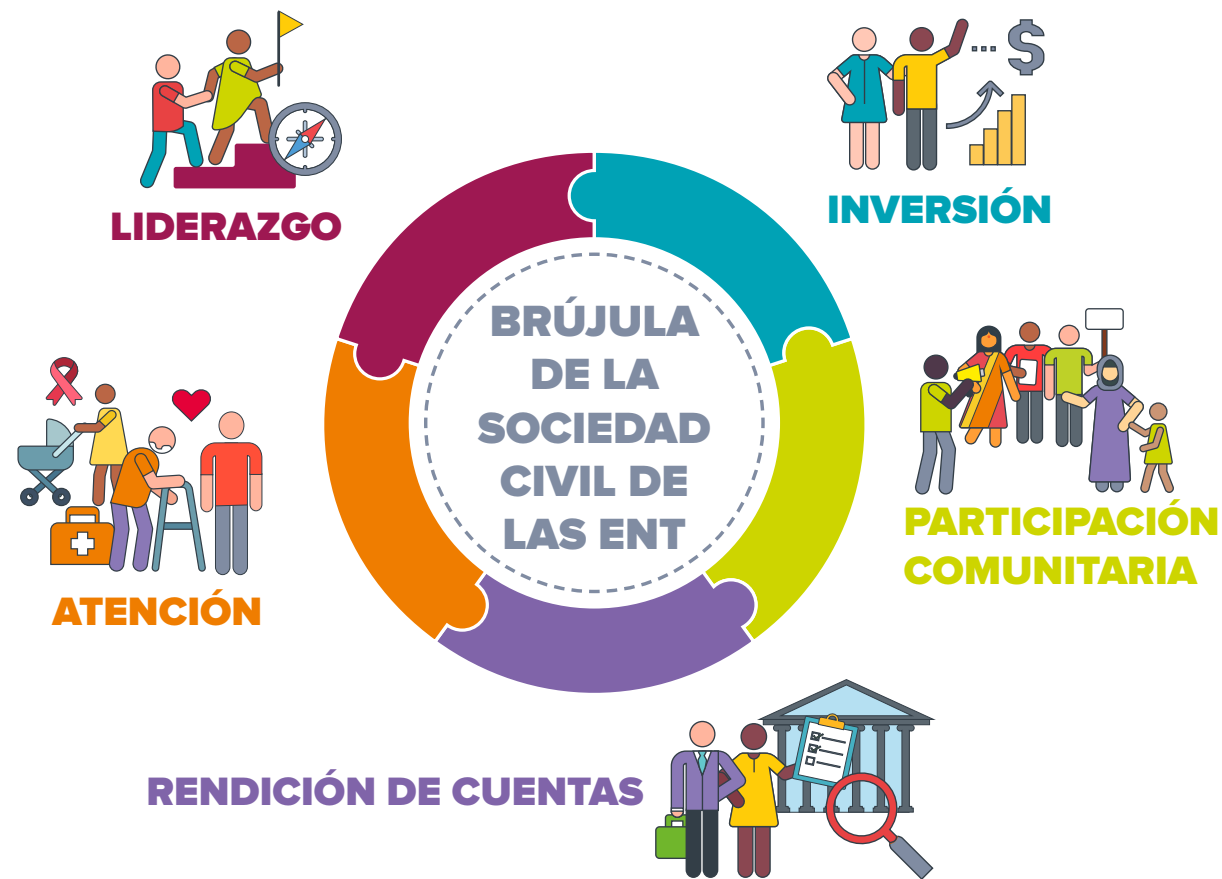 LIDERAZGO
INVERSIÓN
BRÚJULA
DE LA
SOCIEDAD
CIVIL DE
LAS ENT
PARTICIPACIÓN
COMUNITARIA
ATENCIÓN
RENDICIÓN DE CUENTAS
... $